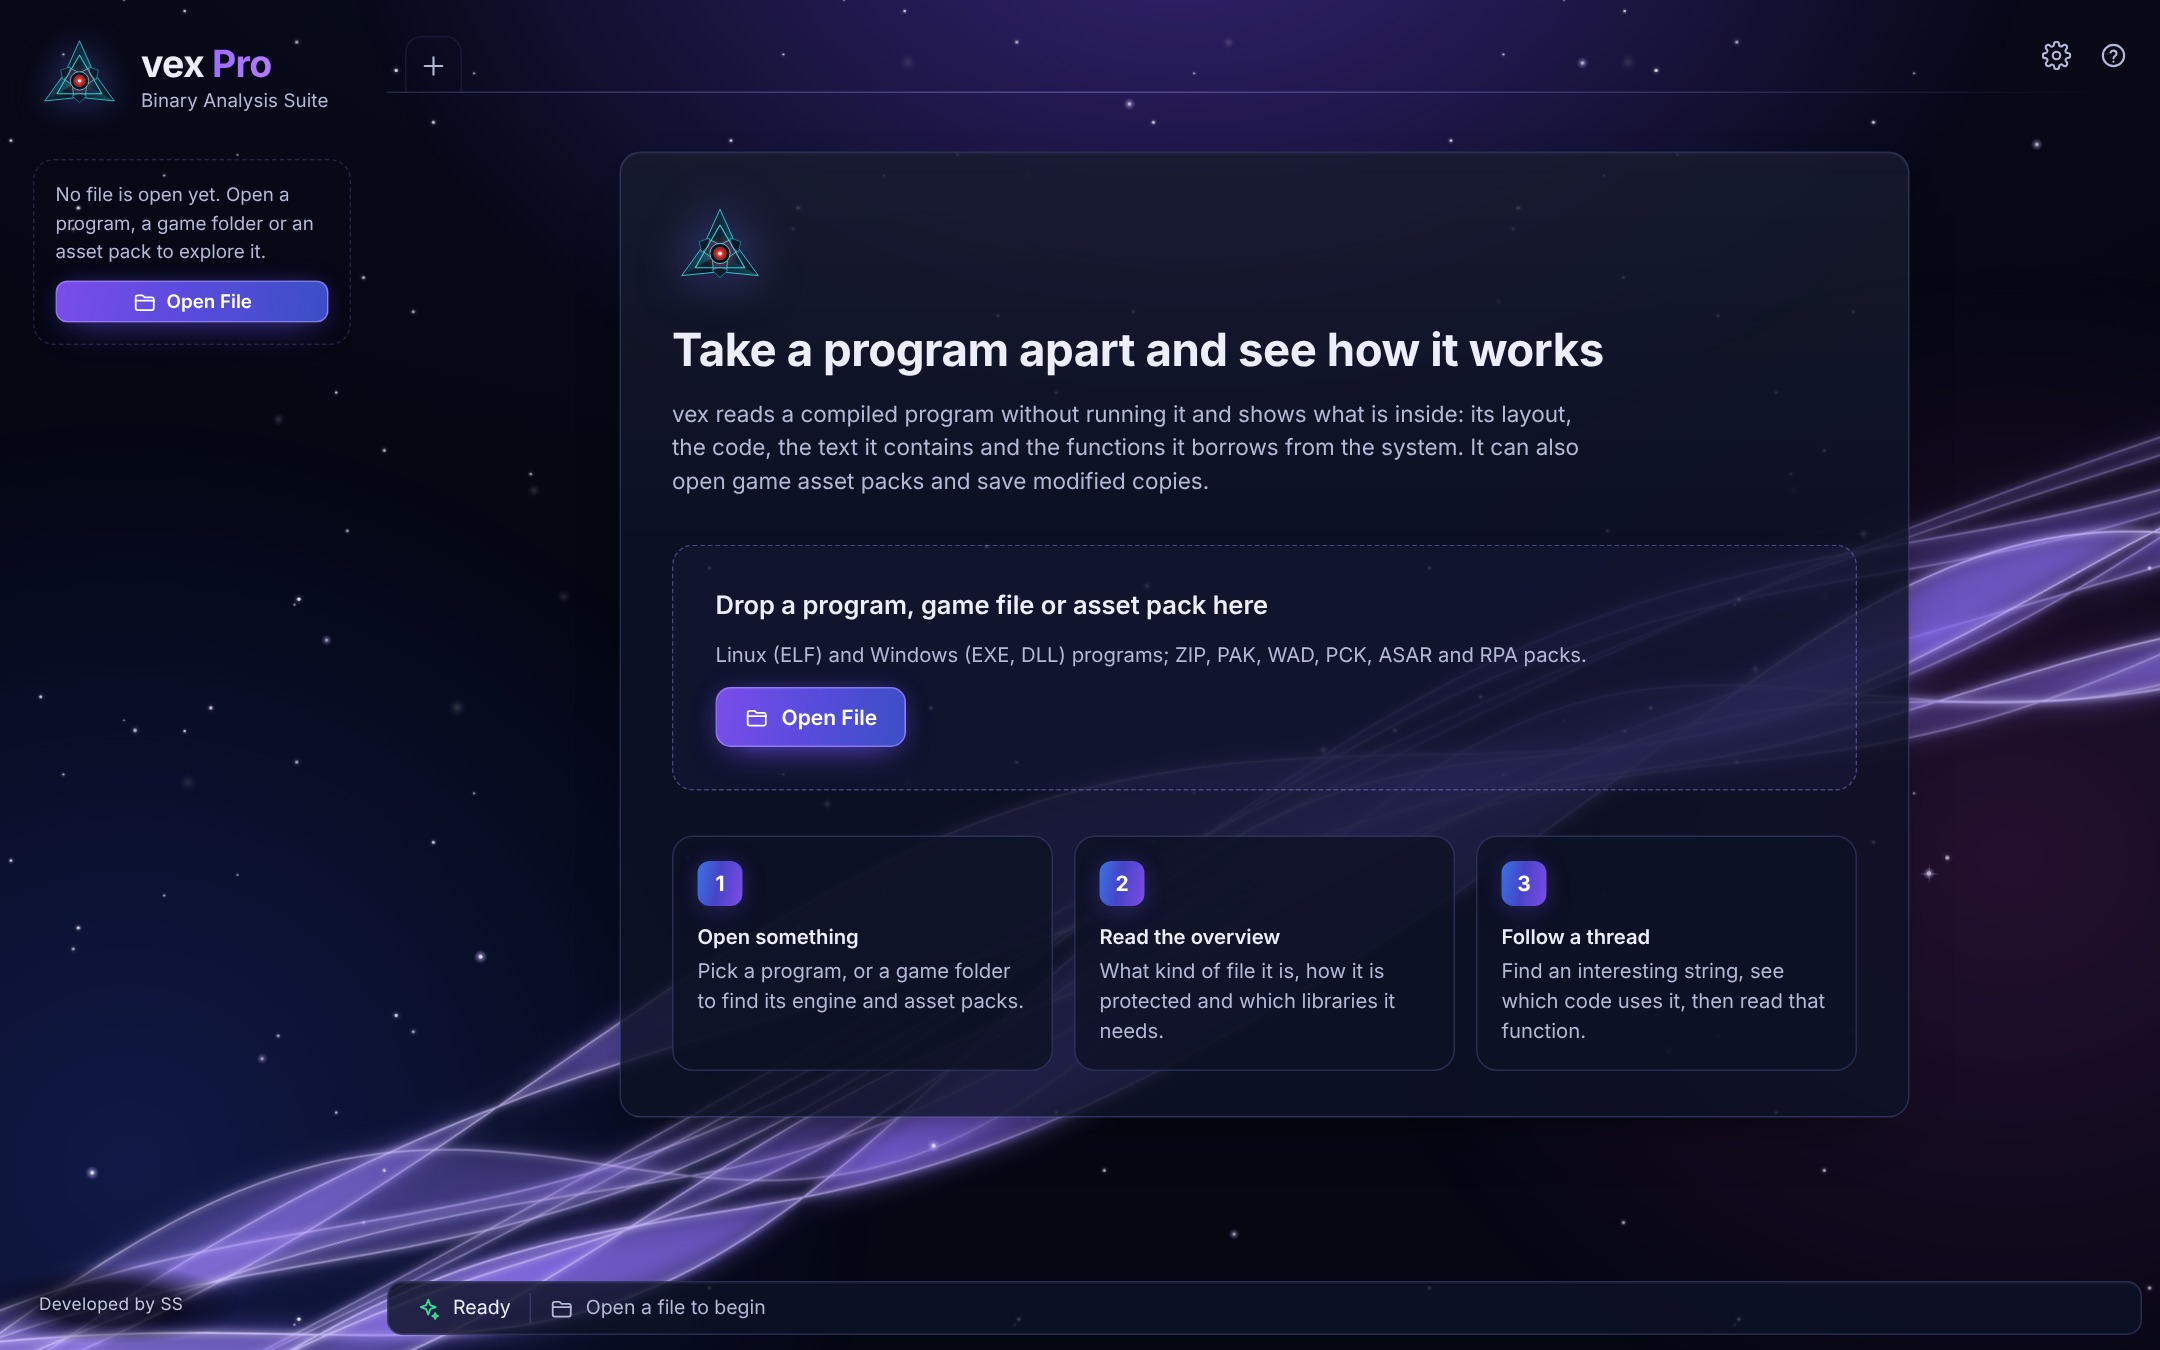 vex Pro
Binary Analysis Suite
No file is open yet. Open a
program, a game folder or an
asset pack to explore it.
Open File
Take a program apart and see how it works
vex reads a compiled program without running it and shows what is inside: its layout,
the code, the text it contains and the functions it borrows from the system. It can also
open game asset packs and save modified copies.
Drop a program, game file or asset pack here
Linux (ELF) and Windows (EXE, DLL) programs; ZIP, PAK, WAD, PCK, ASAR and RPA packs.
Open File
1
Open something
Pick a program, or a game folder
to find its engine and asset packs.
2
Read the overview
What kind of file it is, how it is
protected and which libraries it
needs.
3
Follow a thread
Find an interesting string, see
which code uses it, then read that
function.
Developed by SS
Ready
Open a file to begin